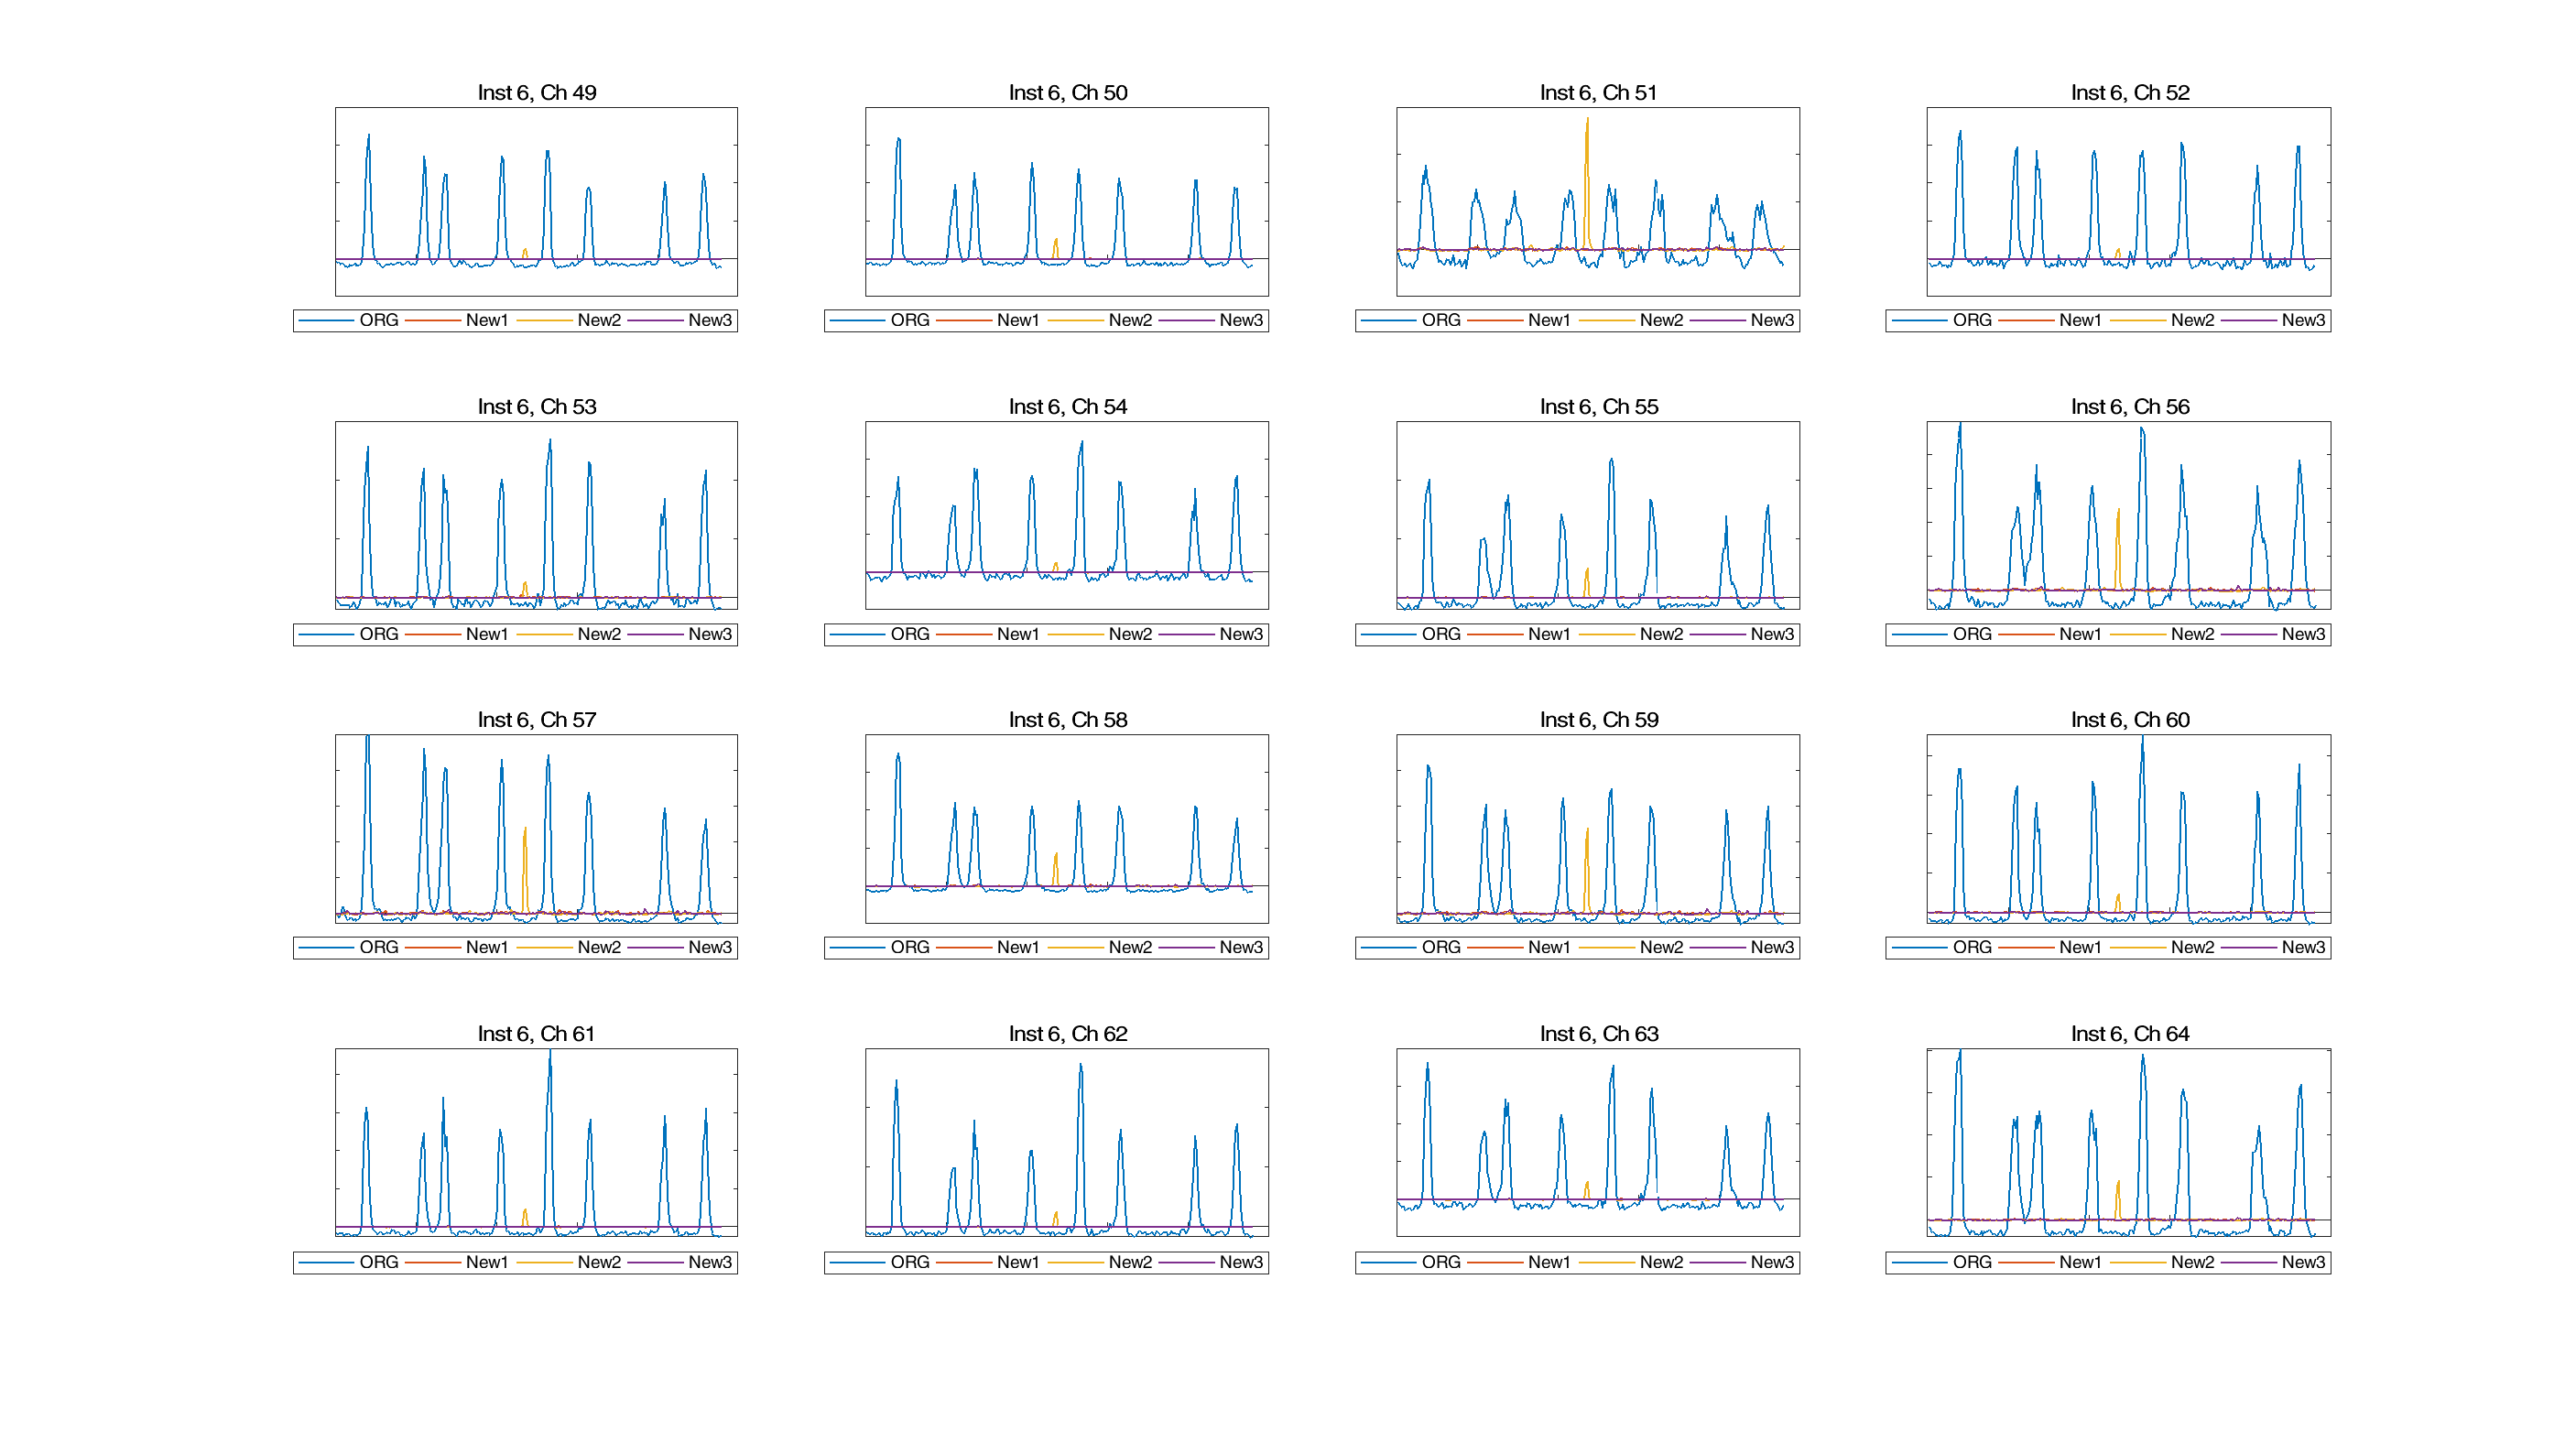 Inst 6, Ch 49
Inst 6, Ch 50
Inst 6, Ch 51
Inst 6, Ch 52
ORG New1 New2 New3
ORG New1 New2 New3
ORG New1 New2 New3
ORG New1 New2 New3
Inst 6, Ch 53
Inst 6, Ch 54
Inst 6, Ch 55
Inst 6, Ch 56
ORG New1 New2 New3
ORG New1 New2 New3
ORG New1 New2 New3
ORG New1 New2 New3
Inst 6, Ch 57
Inst 6, Ch 58
Inst 6, Ch 59
Inst 6, Ch 60
ORG New1 New2 New3
ORG New1 New2 New3
ORG New1 New2 New3
ORG New1 New2 New3
Inst 6, Ch 61
Inst 6, Ch 62
Inst 6, Ch 63
Inst 6, Ch 64
ORG New1 New2 New3
ORG New1 New2 New3
ORG New1 New2 New3
ORG New1 New2 New3